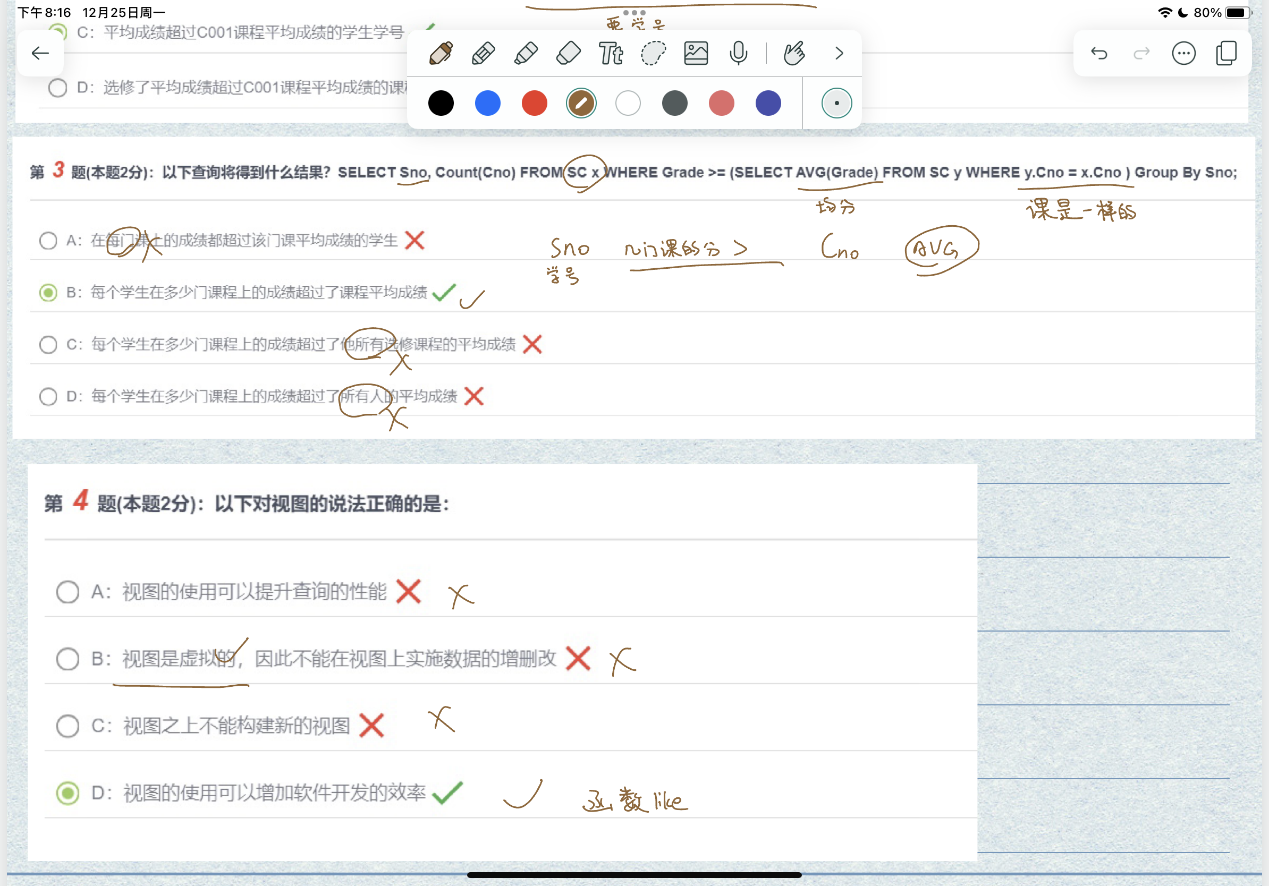 下午8:16 12月25日周一
80%
要学号
C：平均成绩超过C001课程平均成绩的学生学号
Tt
D：选修了平均成绩超过C001课程平均成绩的课
第 3 题(本题2分)：以下查询将得到什么结果？SELECT Sno, Count(Cno) FROM SC x WHERE Grade >= (SELECT AVG(Grade) FROM SC y WHERE y.Cno = x.Cno ) Group By Sno;
均分
课是一样的
A：在每门课上的成绩都超过该门课平均成绩的学生
Sno 几门课的分 > Cno AVG
学号
B：每个学生在多少门课程上的成绩超过了课程平均成绩
C：每个学生在多少门课程上的成绩超过了他所有选修课程的平均成绩
D：每个学生在多少门课程上的成绩超过了所有人的平均成绩
第 4 题(本题2分)：以下对视图的说法正确的是：
A：视图的使用可以提升查询的性能
B：视图是虚拟的，因此不能在视图上实施数据的增删改
C：视图之上不能构建新的视图
D：视图的使用可以增加软件开发的效率
函数like